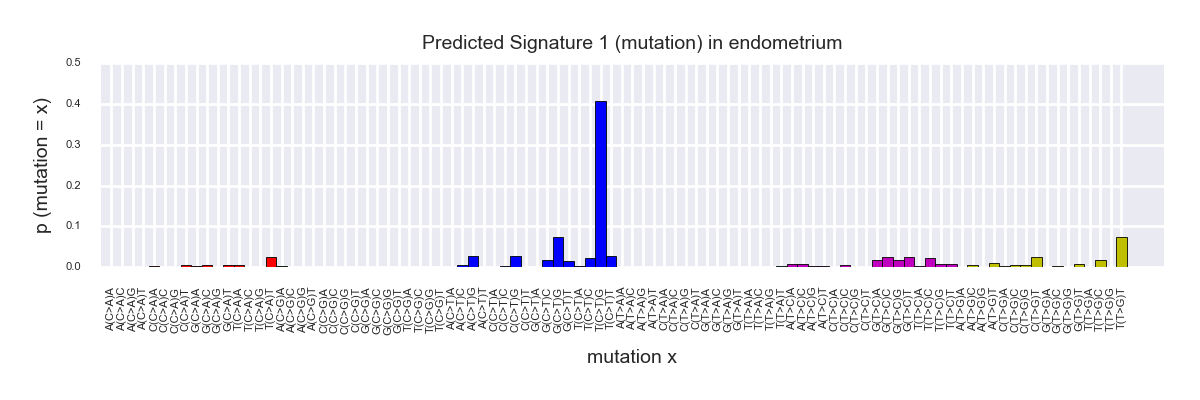 Predicted Signature 1 (mutation) in endometrium
p (mutation = x)
0.5
0.4
0.3
0.2
0.1
0.0
A(C>A)A
A(C>A)C
A(C>A)G
A(C>A)T
C(C>A)A
C(C>A)C
C(C>A)G
C(C>A)T
G(C>A)A
G(C>A)C
G(C>A)G
G(C>A)T
T(C>A)A
T(C>A)C
T(C>A)G
T(C>A)T
A(C>G)A
A(C>G)C
A(C>G)G
A(C>G)T
C(C>G)A
C(C>G)C
C(C>G)G
C(C>G)T
G(C>G)A
G(C>G)C
G(C>G)G
G(C>G)T
T(C>G)A
T(C>G)C
T(C>G)G
T(C>G)T
A(C>T)A
A(C>T)C
A(C>T)G
A(C>T)T
C(C>T)A
C(C>T)C
C(C>T)G
C(C>T)T
G(C>T)A
G(C>T)C
G(C>T)G
G(C>T)T
T(C>T)A
T(C>T)C
T(C>T)G
T(C>T)T
A(T>A)A
A(T>A)C
A(T>A)G
A(T>A)T
C(T>A)A
C(T>A)C
C(T>A)G
C(T>A)T
G(T>A)A
G(T>A)C
G(T>A)G
G(T>A)T
T(T>A)A
T(T>A)C
T(T>A)G
T(T>A)T
A(T>C)A
A(T>C)C
A(T>C)G
A(T>C)T
C(T>C)A
C(T>C)C
C(T>C)G
C(T>C)T
G(T>C)A
G(T>C)C
G(T>C)G
G(T>C)T
T(T>C)A
T(T>C)C
T(T>C)G
T(T>C)T
A(T>G)A
A(T>G)C
A(T>G)G
A(T>G)T
C(T>G)A
C(T>G)C
C(T>G)G
C(T>G)T
G(T>G)A
G(T>G)C
G(T>G)G
G(T>G)T
T(T>G)A
T(T>G)C
T(T>G)G
T(T>G)T
mutation x